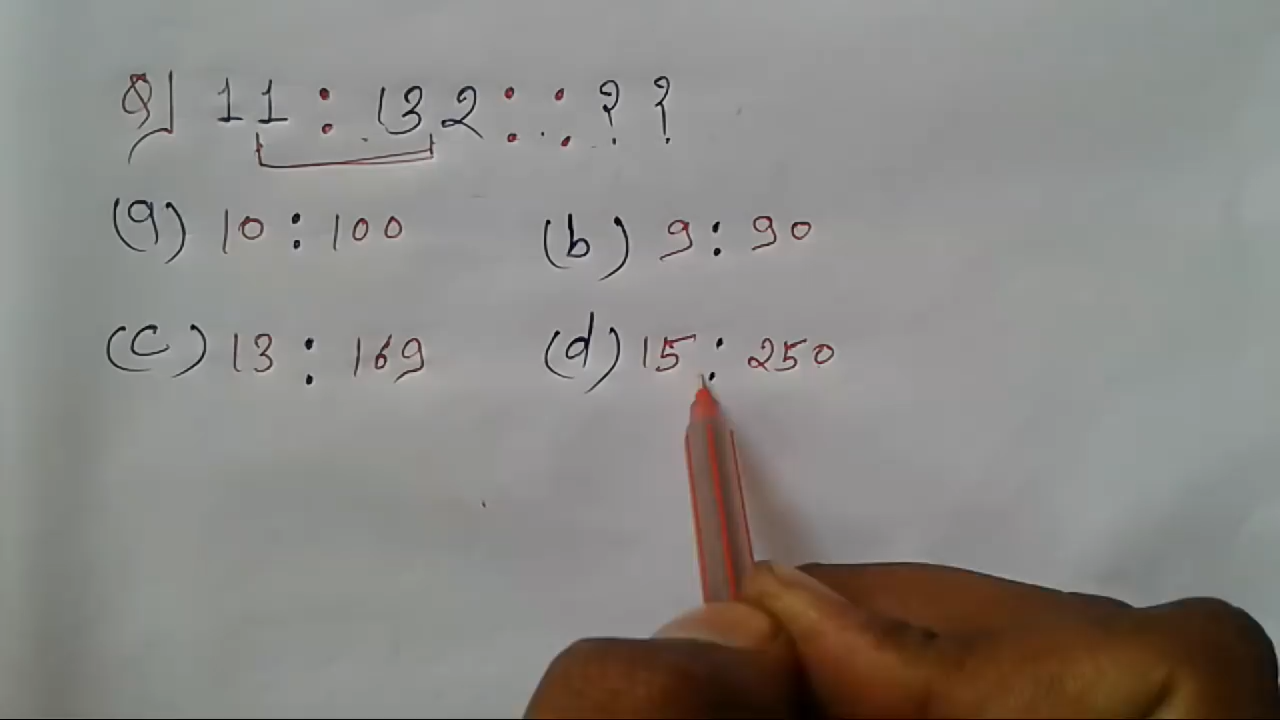 Q] 11 : 132 : : ? ?
(a) 10 : 100 (b) 9 : 90
(c) 13 : 169 (d) 15 : 250